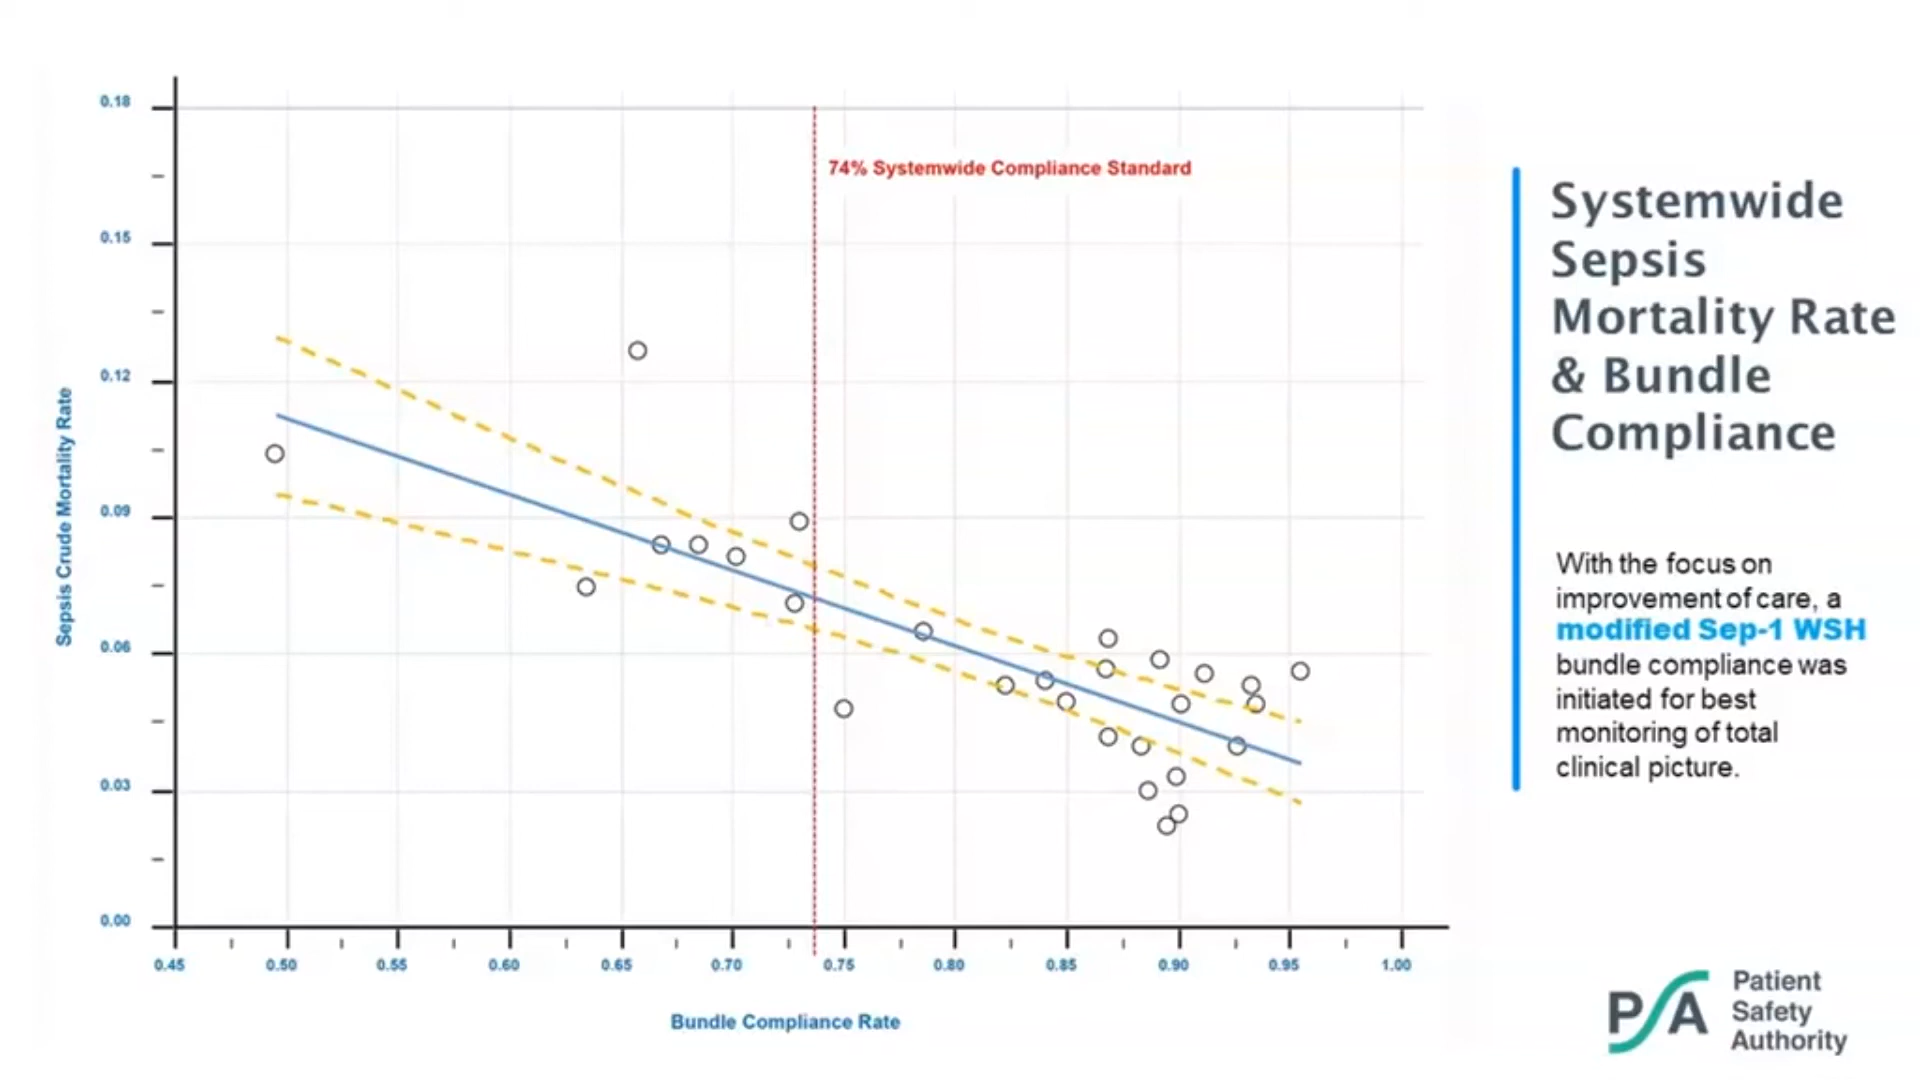 Systemwide
Sepsis
Mortality Rate
& Bundle
Compliance
With the focus on
improvement of care, a
modified Sep-1 WSH
bundle compliance was
initiated for best
monitoring of total
clinical picture.
74% Systemwide Compliance Standard
Sepsis Crude Mortality Rate
0.18
0.15
0.12
0.09
0.06
0.03
0.00
0.45 0.50 0.55 0.60 0.65 0.70 0.75 0.80 0.85 0.90 0.95 1.00
Bundle Compliance Rate
PSA
Patient
Safety
Authority